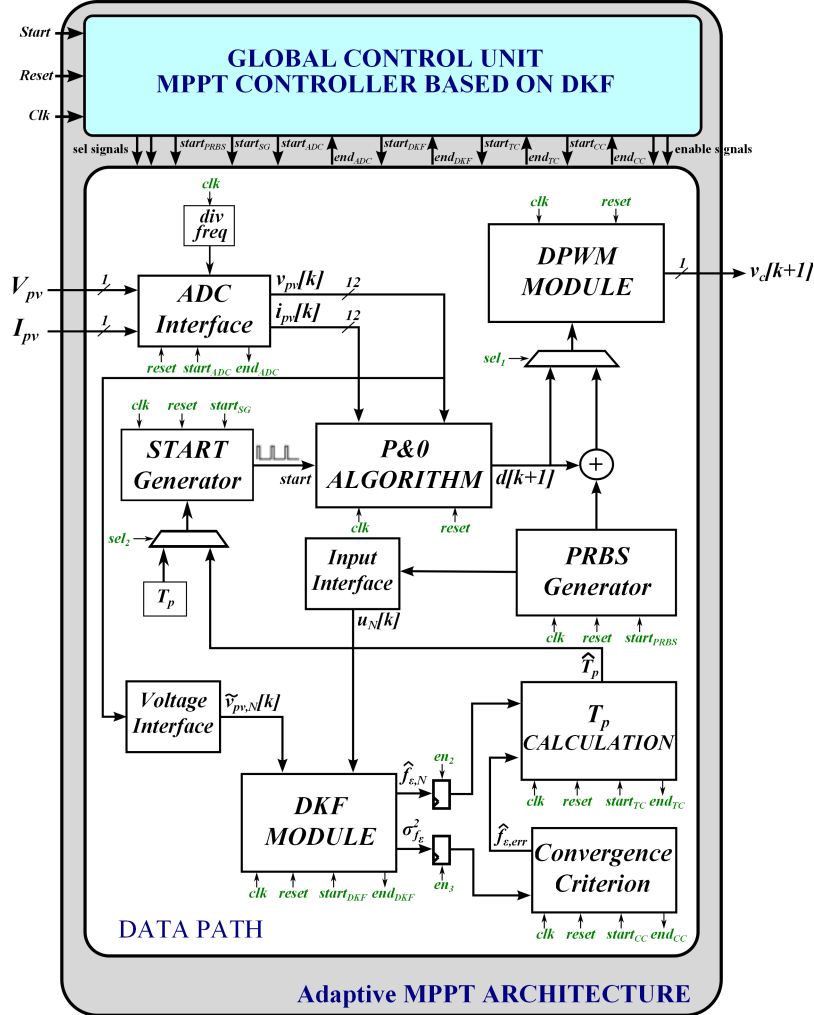 Start
Reset
Clk
GLOBAL CONTROL UNIT
MPPT CONTROLLER BASED ON DKF
sel signals
start_PRBS
start_SG
start_ADC
end_ADC
start_DKF
end_DKF
start_TC
end_TC
start_CC
end_CC
enable signals
clk
div
freq
V_pv
1
I_pv
1
ADC
Interface
v_pv[k]
12
i_pv[k]
12
reset
start_ADC
end_ADC
clk
reset
DPWM
MODULE
1
v_c[k+1]
sel_1
clk
reset
start_SG
START
Generator
start
P&0
ALGORITHM
d[k+1]
+
clk
reset
sel_2
T_p
Input
Interface
u_N[k]
PRBS
Generator
clk
reset
start_PRBS
T̂_p
Voltage
Interface
ṽ_pv,N[k]
T_p
CALCULATION
clk
reset
start_TC
end_TC
DKF
MODULE
f̂_ε,N
en_2
σ²_f_ε
en_3
clk
reset
start_DKF
end_DKF
f̂_ε,err
Convergence
Criterion
clk
reset
start_CC
end_CC
DATA PATH
Adaptive MPPT ARCHITECTURE